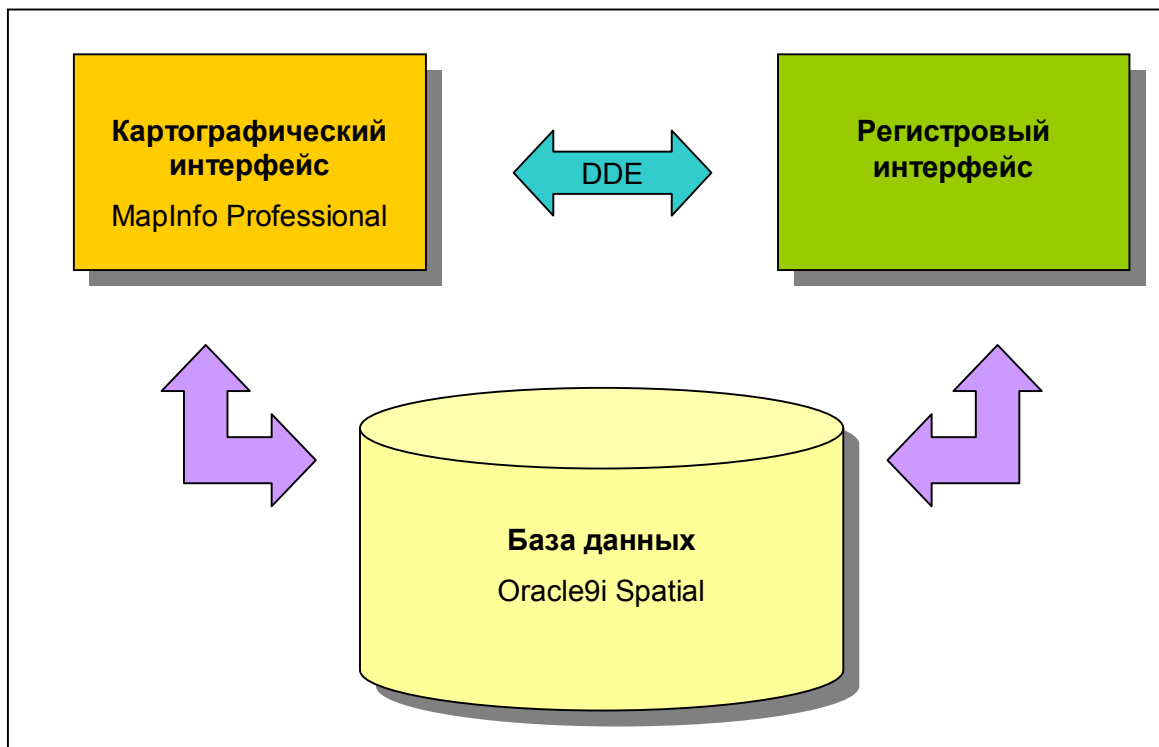 Картографический
интерфейс
MapInfo Professional
DDE
Регистровый
интерфейс
База данных
Oracle9i Spatial